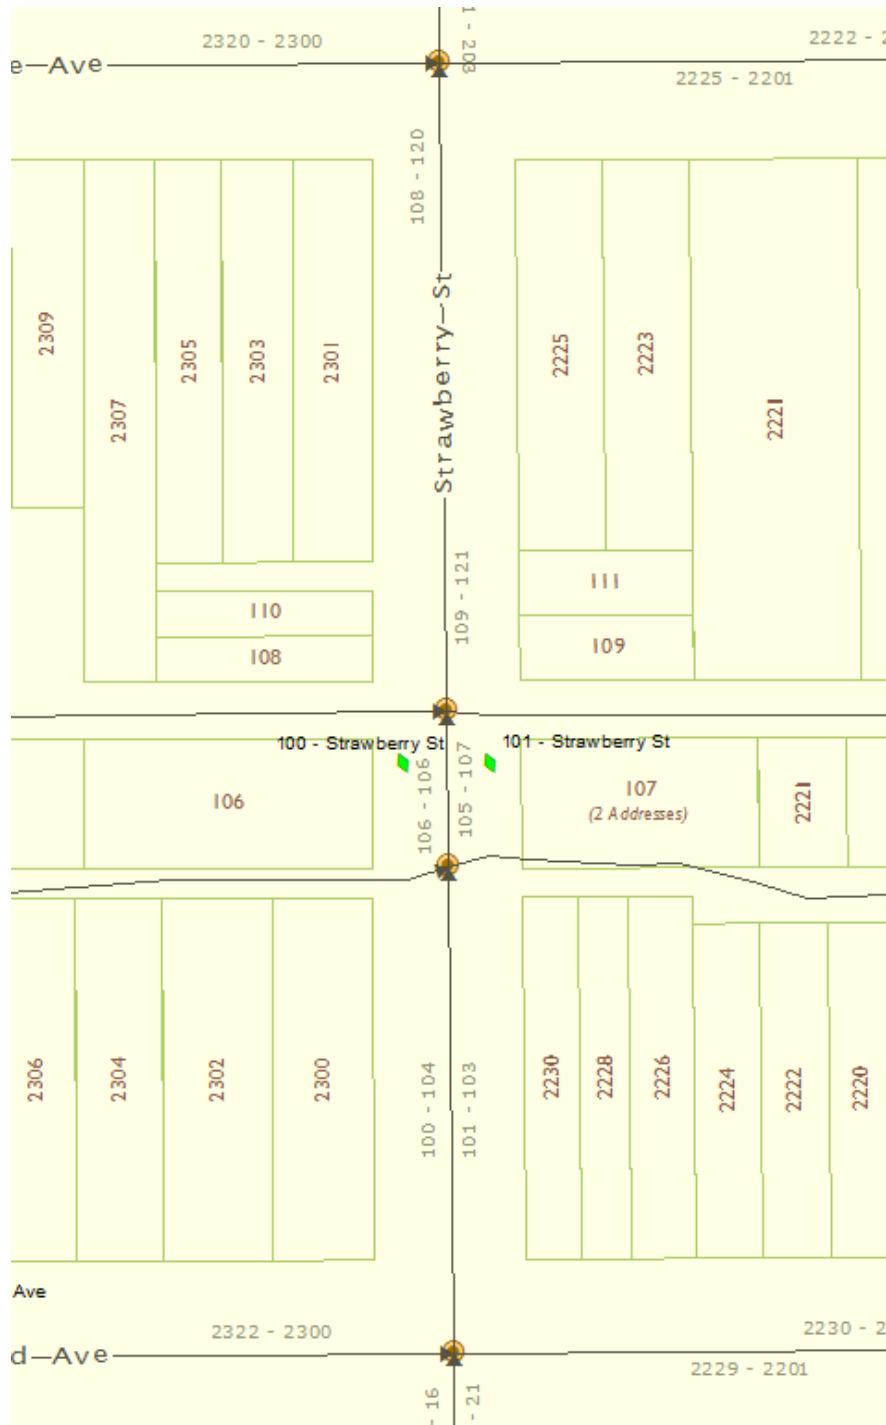 2320 - 2300
1 - 203
2222 - 2
e Ave
2225 - 2201
108 - 120
Strawberry St
2309
2307
2305
2303
2301
2225
2223
2221
109 - 121
110
111
108
109
100 - Strawberry St
101 - Strawberry St
106 - 106
105 - 107
106
107
(2 Addresses)
2221
2306
2304
2302
2300
100 - 104
101 - 103
2230
2228
2226
2224
2222
2220
Ave
2322 - 2300
2230 - 2
d Ave
2229 - 2201
- 16
- 21